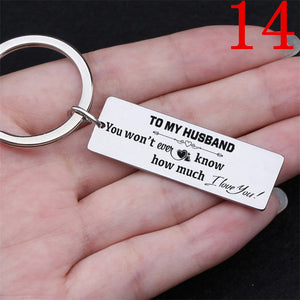 14
TO MY HUSBAND
You won't ever know
how much I love You!